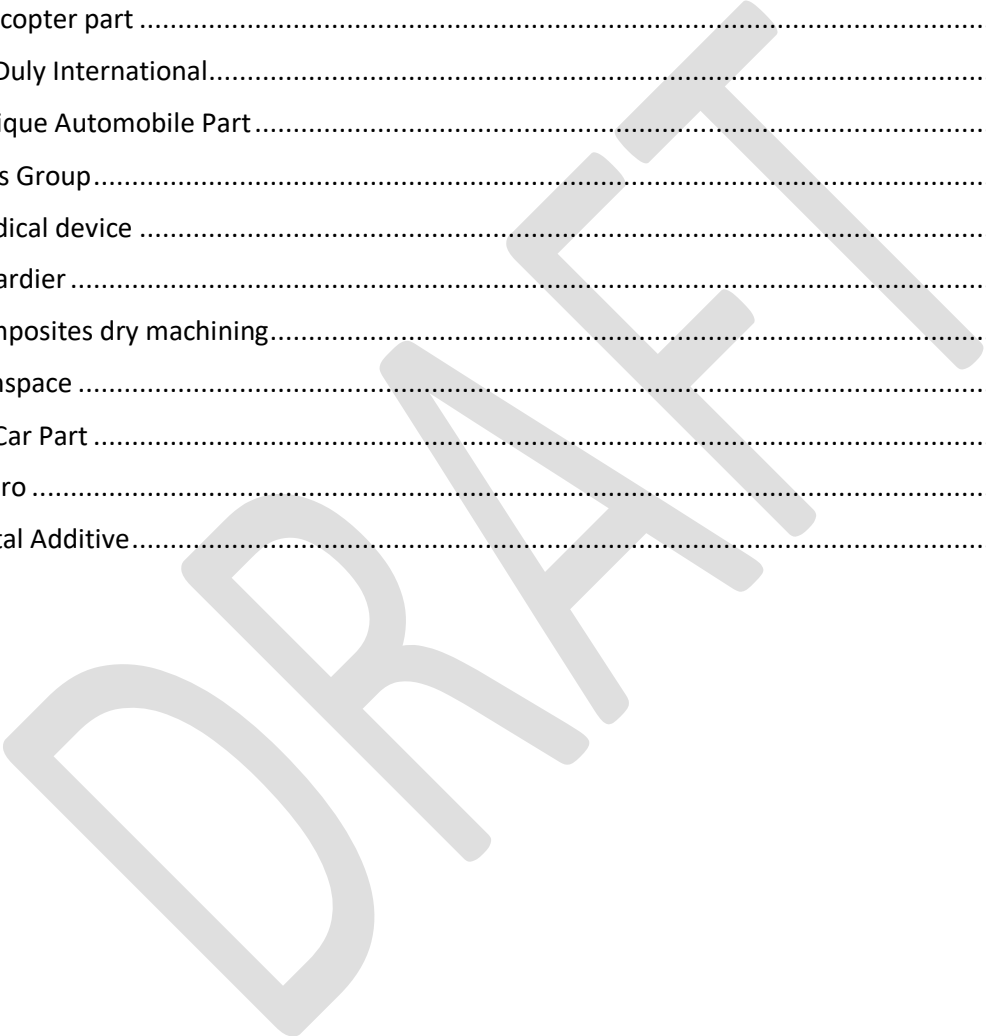 copter part ..........................................................................................................
Duly International..........................................................................................................
ique Automobile Part..........................................................................................................
s Group..........................................................................................................
dical device ..........................................................................................................
ardier ..........................................................................................................
mposites dry machining..........................................................................................................
nspace ..........................................................................................................
Car Part ..........................................................................................................
ro ..........................................................................................................
tal Additive..........................................................................................................
DRAFT